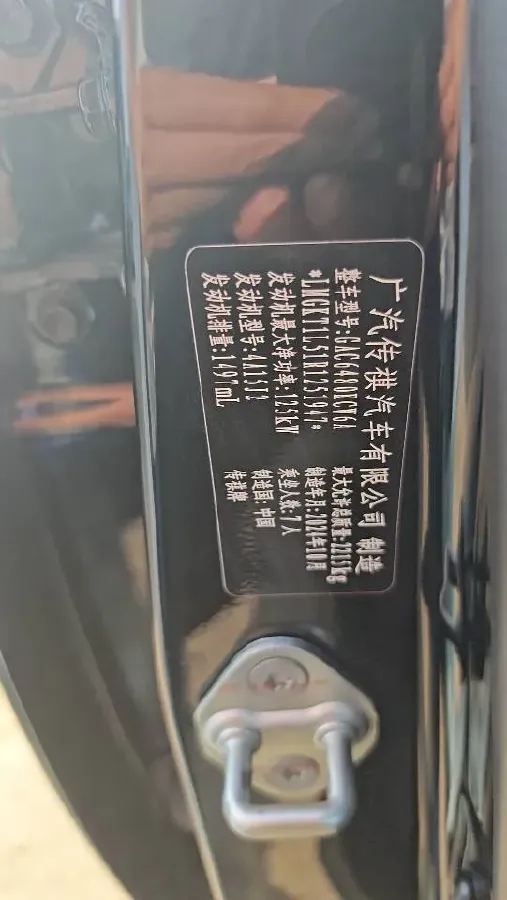 广汽传祺汽车有限公司 制造
整车型号:GAC6480KCW6A 最大允许总质量:2215kg
*LMGKT1L51R1251947* 制造年月:2024年10月
发动机最大净功率:125kW 乘坐人数:7人
发动机型号:4A15J2 制造国:中国
发动机排量:1497mL 传祺牌